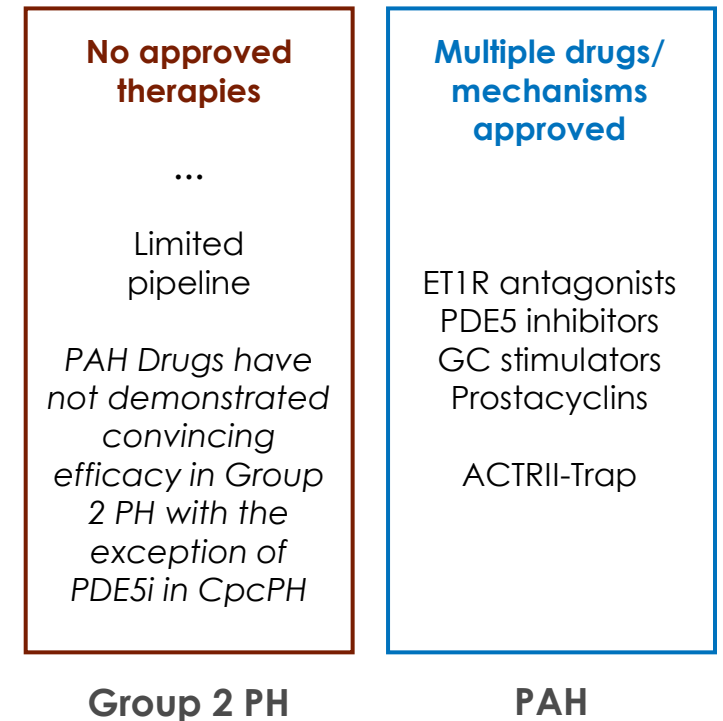 No approved
therapies
...
Limited
pipeline
PAH Drugs have
not demonstrated
convincing
efficacy in Group
2 PH with the
exception of
PDE5i in CpcPH
Group 2 PH
Multiple drugs/
mechanisms
approved
ET1R antagonists
PDE5 inhibitors
GC stimulators
Prostacyclins
ACTRII-Trap
PAH